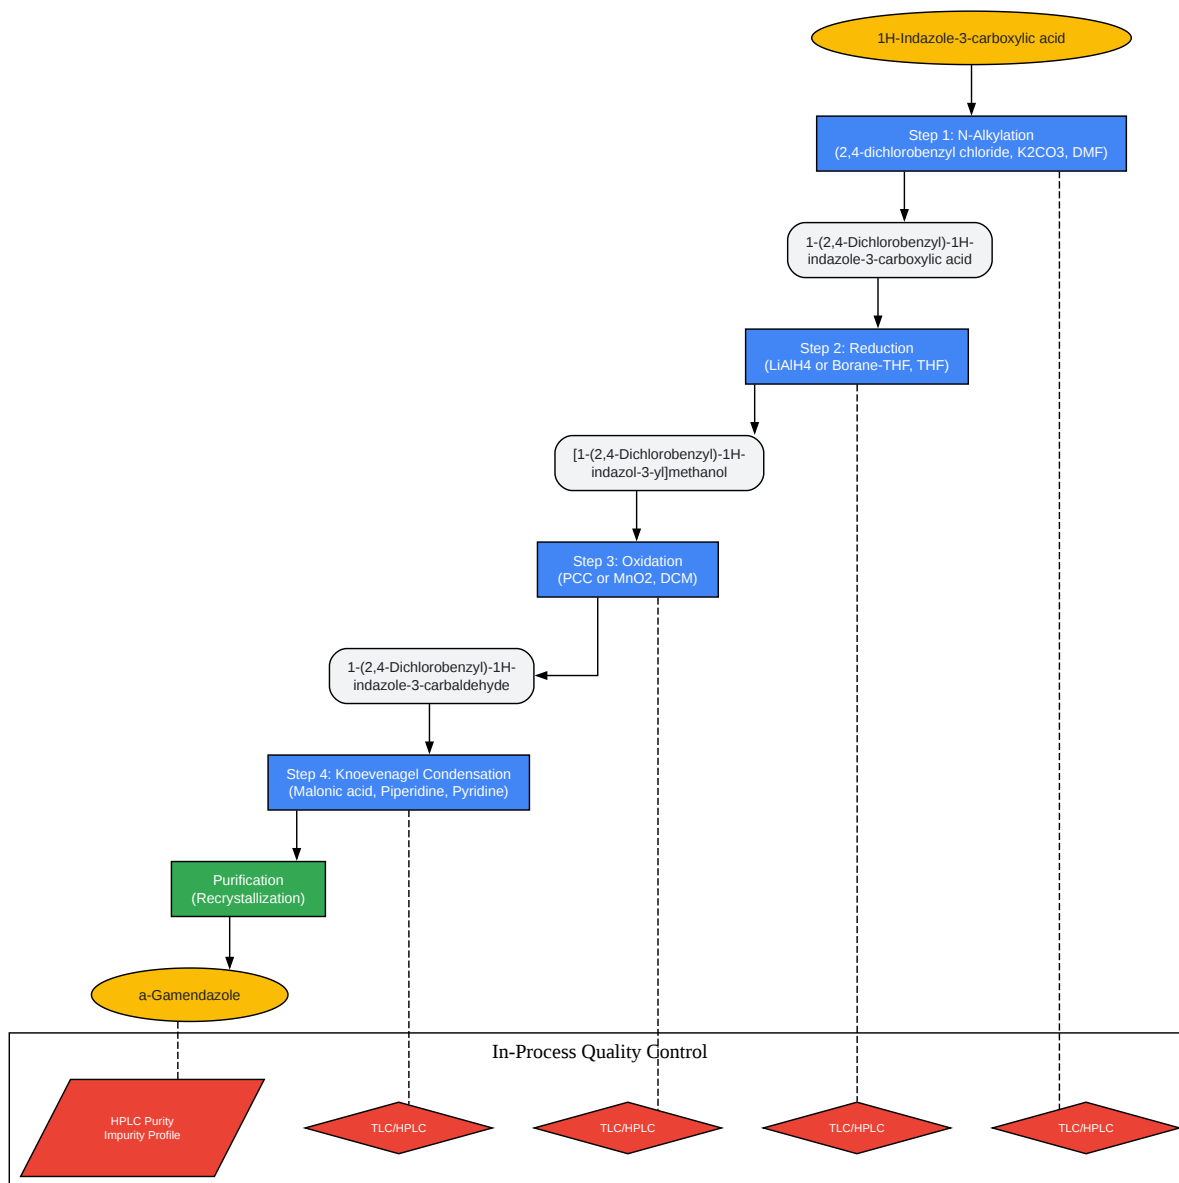 1H-Indazole-3-carboxylic acid
Step 1: N-Alkylation
(2,4-dichlorobenzyl chloride, K2CO3, DMF)
1-(2,4-Dichlorobenzyl)-1H-
indazole-3-carboxylic acid
Step 2: Reduction
(LiAlH4 or Borane-THF, THF)
[1-(2,4-Dichlorobenzyl)-1H-
indazol-3-yl]methanol
Step 3: Oxidation
(PCC or MnO2, DCM)
1-(2,4-Dichlorobenzyl)-1H-
indazole-3-carbaldehyde
Step 4: Knoevenagel Condensation
(Malonic acid, Piperidine, Pyridine)
Purification
(Recrystallization)
a-Gamendazole
In-Process Quality Control
HPLC Purity
Impurity Profile
TLC/HPLC
TLC/HPLC
TLC/HPLC
TLC/HPLC